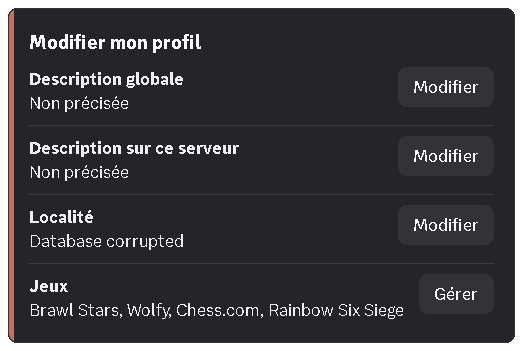 Modifier mon profil
Description globale
Non précisée
Modifier
Description sur ce serveur
Non précisée
Modifier
Localité
Database corrupted
Modifier
Jeux
Brawl Stars, Wolfy, Chess.com, Rainbow Six Siege
Gérer